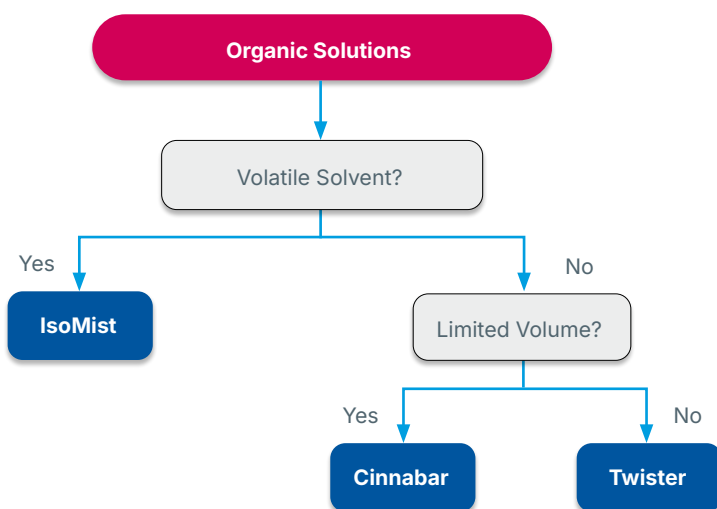 Organic Solutions
Volatile Solvent?
Yes
No
IsoMist
Limited Volume?
Yes
No
Cinnabar
Twister